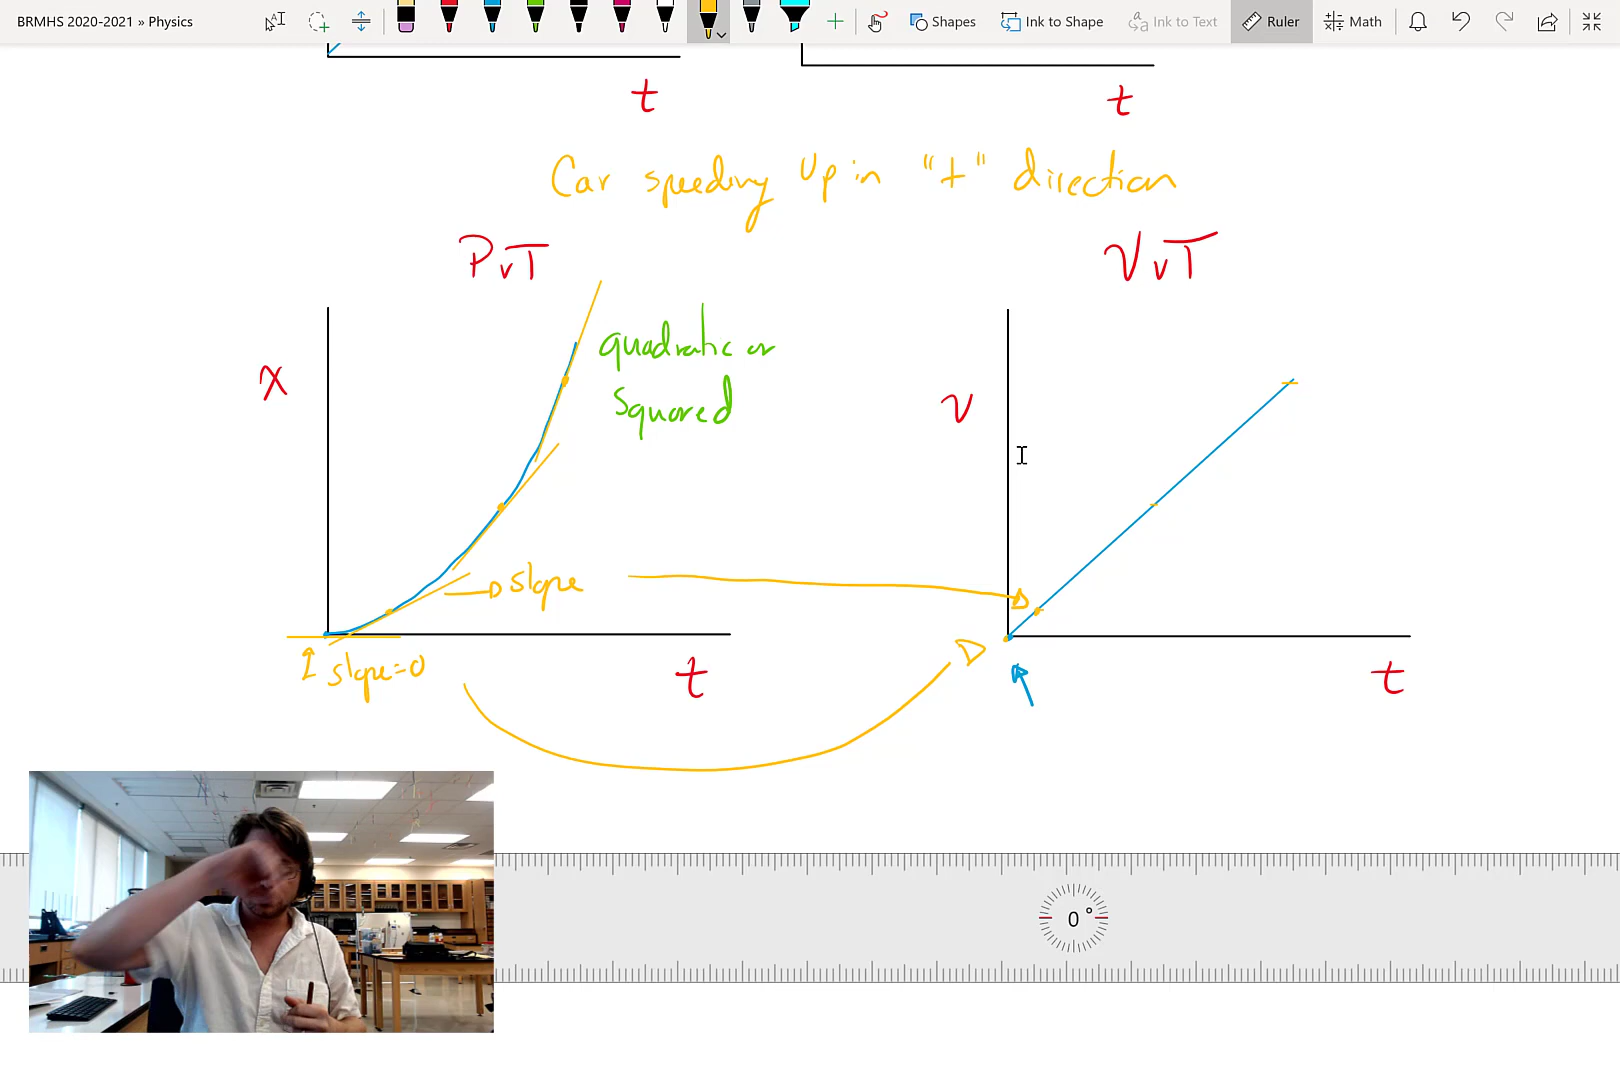 BRMHS 2020-2021 » Physics
Shapes
Ink to Shape
Ink to Text
Ruler
Math
t
t
Car speeding up in "+" direction
PvT
VvT
x
quadratic or
squared
v
slope
slope=0
t
t
0°